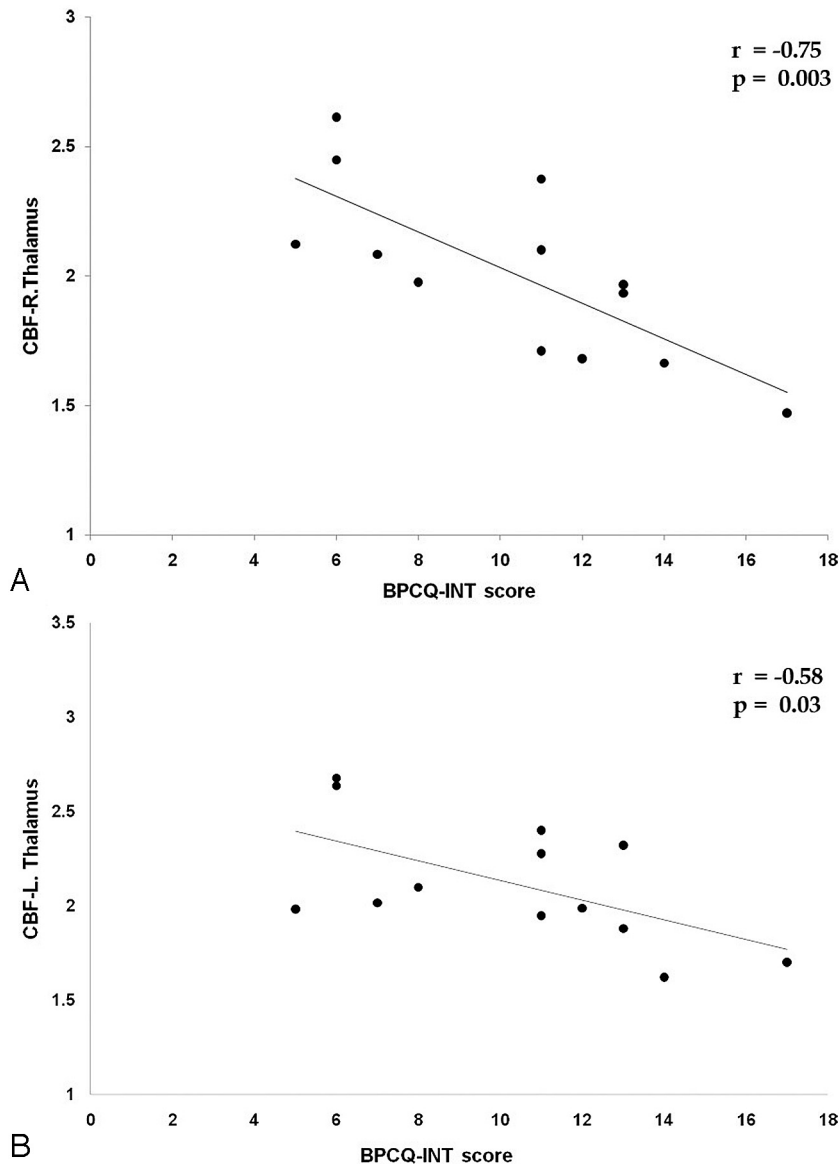 3
r = -0.75
p = 0.003
2.5
2
1.5
1
CBF-R.Thalamus
0 2 4 6 8 10 12 14 16 18
A
BPCQ-INT score
3.5
r = -0.58
p = 0.03
3
2.5
2
1.5
1
CBF-L. Thalamus
0 2 4 6 8 10 12 14 16 18
B
BPCQ-INT score